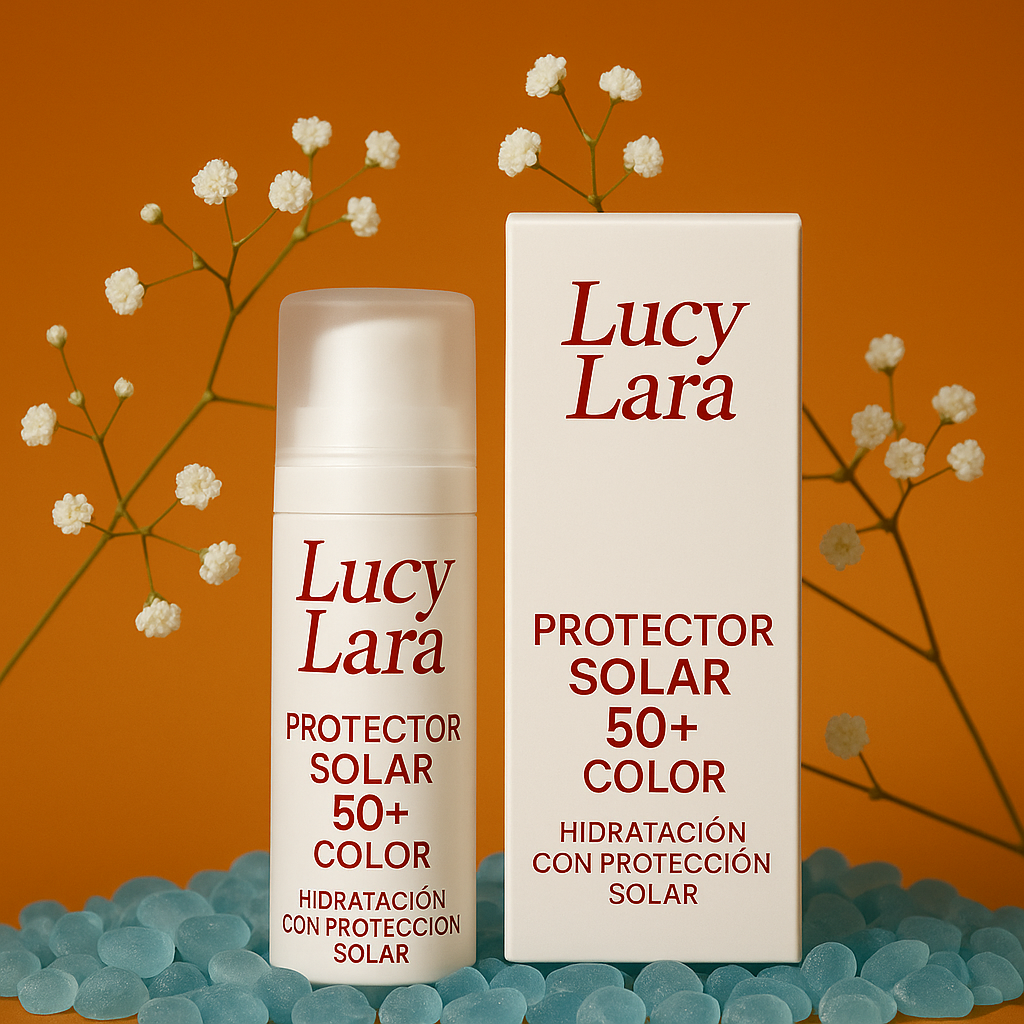 Lucy
Lara
PROTECTOR
SOLAR
50+
COLOR
HIDRATACIÓN
CON PROTECCION
SOLAR
Lucy
Lara
PROTECTOR
SOLAR
50+
COLOR
HIDRATACIÓN
CON PROTECCIÓN
SOLAR